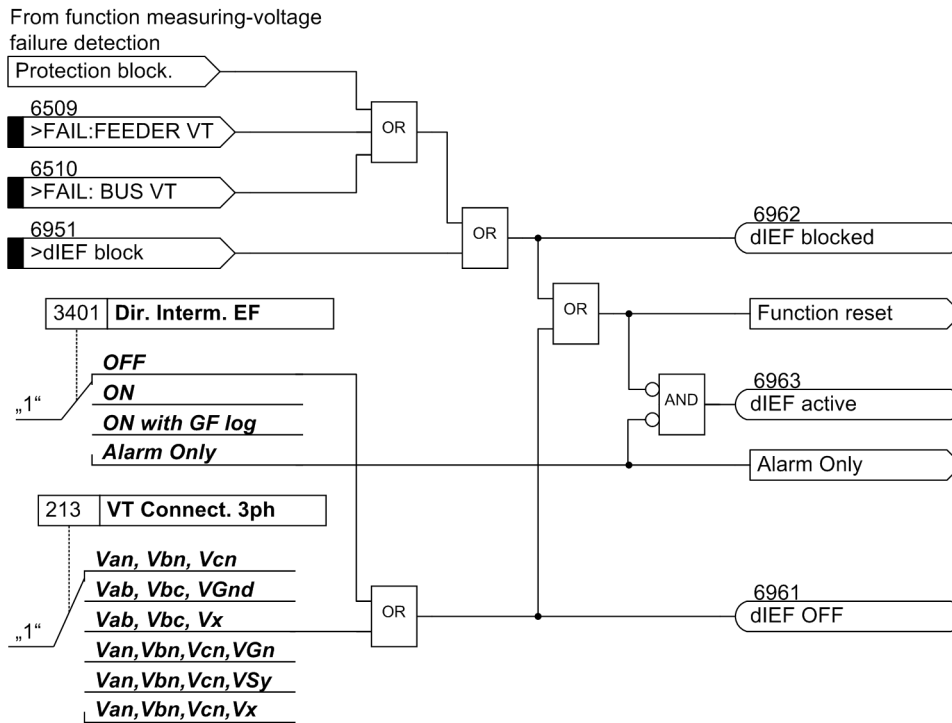 From function measuring-voltage
failure detection
Protection block.
6509
>FAIL:FEEDER VT
6510
>FAIL: BUS VT
6951
>dIEF block
OR
OR
OR
6962
dIEF blocked
Function reset
AND
6963
dIEF active
Alarm Only
3401 Dir. Interm. EF
OFF
ON
ON with GF log
Alarm Only
„1“
213 VT Connect. 3ph
Van, Vbn, Vcn
Vab, Vbc, VGnd
Vab, Vbc, Vx
Van,Vbn,Vcn,VGn
Van,Vbn,Vcn,VSy
Van,Vbn,Vcn,Vx
„1“
OR
6961
dIEF OFF